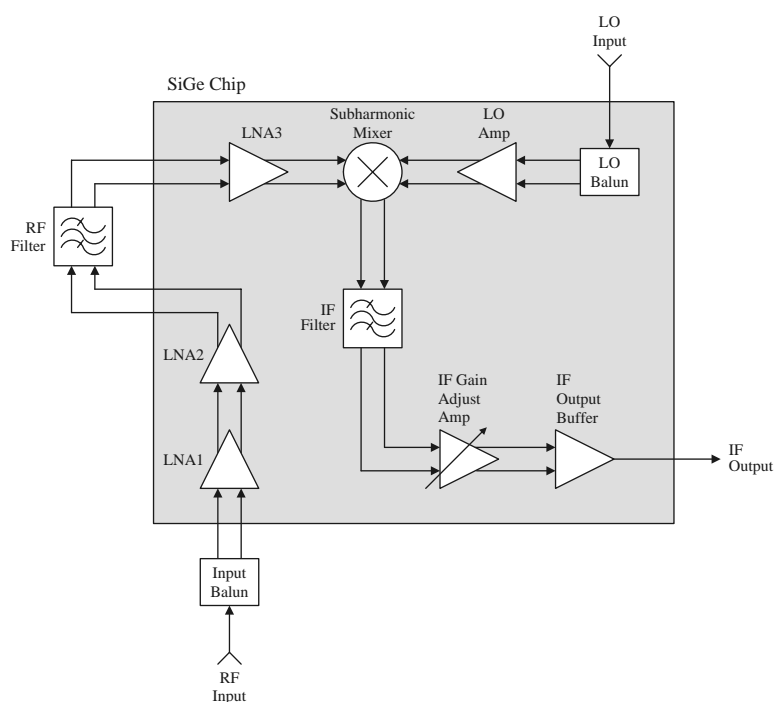 LO
Input
SiGe Chip
LNA3
Subharmonic
Mixer
LO
Amp
LO
Balun
RF
Filter
IF
Filter
LNA2
IF Gain
Adjust
Amp
IF
Output
Buffer
LNA1
IF
Output
Input
Balun
RF
Input